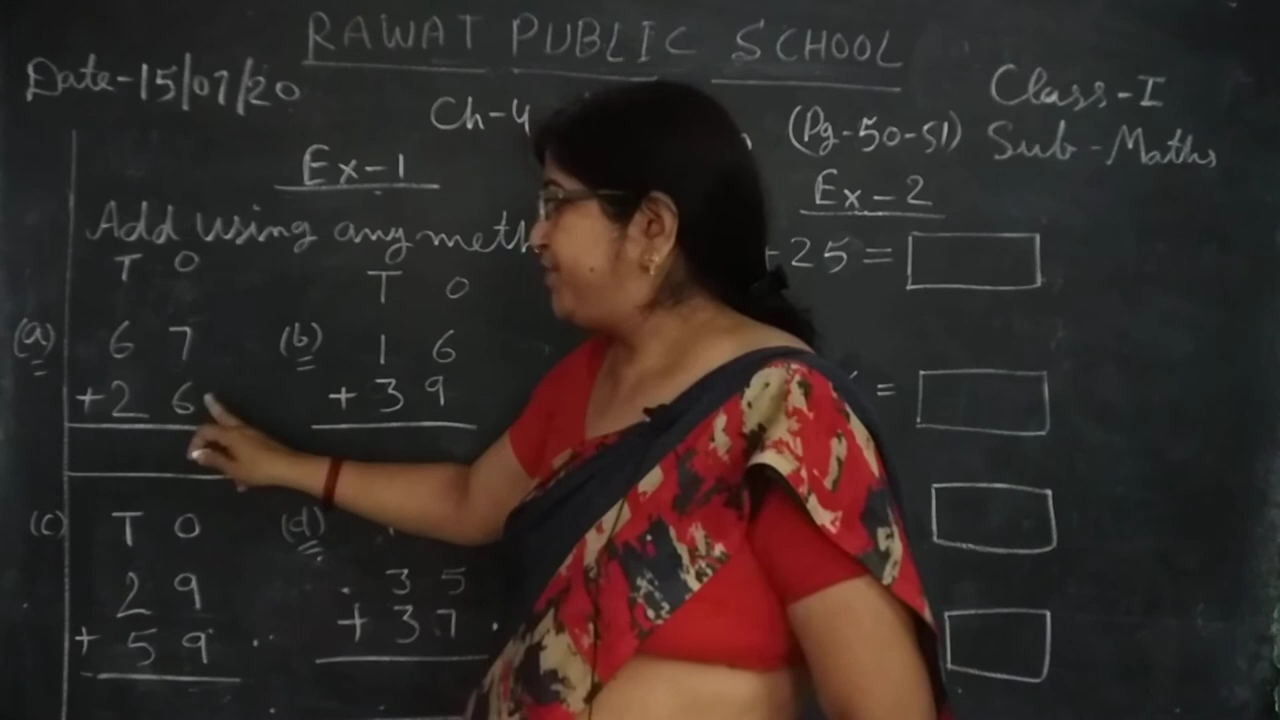 RAWAT PUBLIC SCHOOL
Date-15/07/20
Class-I
Ch-4
(Pg-50-51)
Sub-Maths
Ex-1
Ex-2
Add using any
+25=
T O
T O
(a) 6 7
(b) 1 6
+2 6
+3 9
=
(c) T O
(d)
2 9
3 5
+ 5 9
+ 3 7